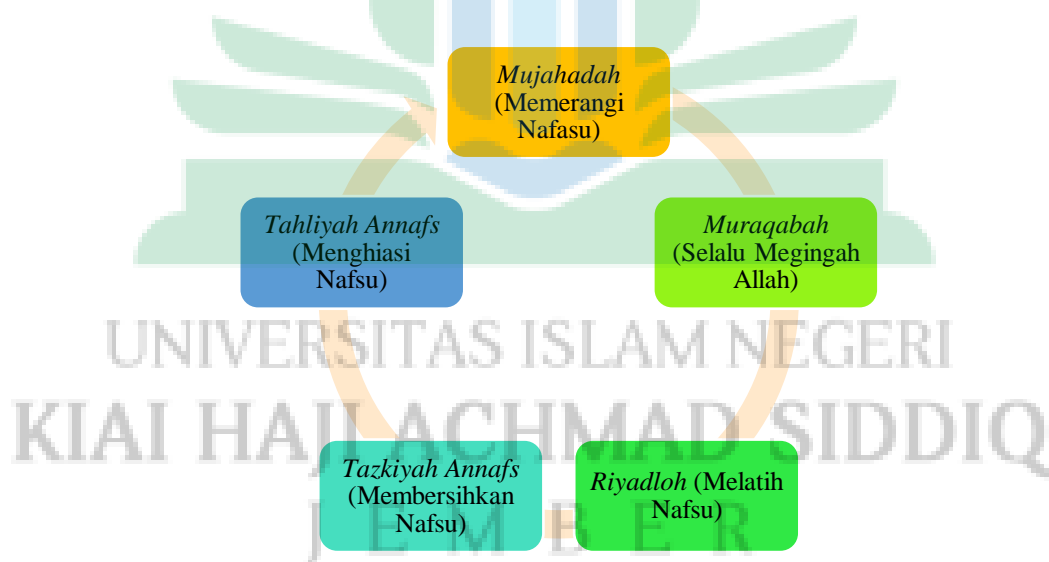 Mujahadah
(Memerangi
Nafasu)
Tahliyah Annafs
(Menghiasi
Nafsu)
Muraqabah
(Selalu Megingah
Allah)
UNIVERSITAS ISLAM NEGERI
KIAI HAJI ACHMAD SIDDIQ
Tazkiyah Annafs
(Membersihkan
Nafsu)
Riyadloh (Melatih
Nafsu)
JEMBER